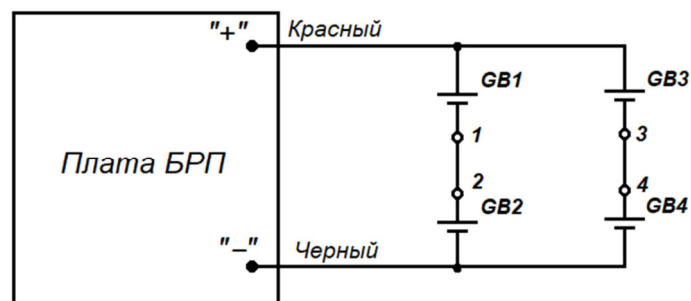 "+"
Красный
GB1
GB3
1
3
Плата БРП
2
4
GB2
GB4
"–"
Черный